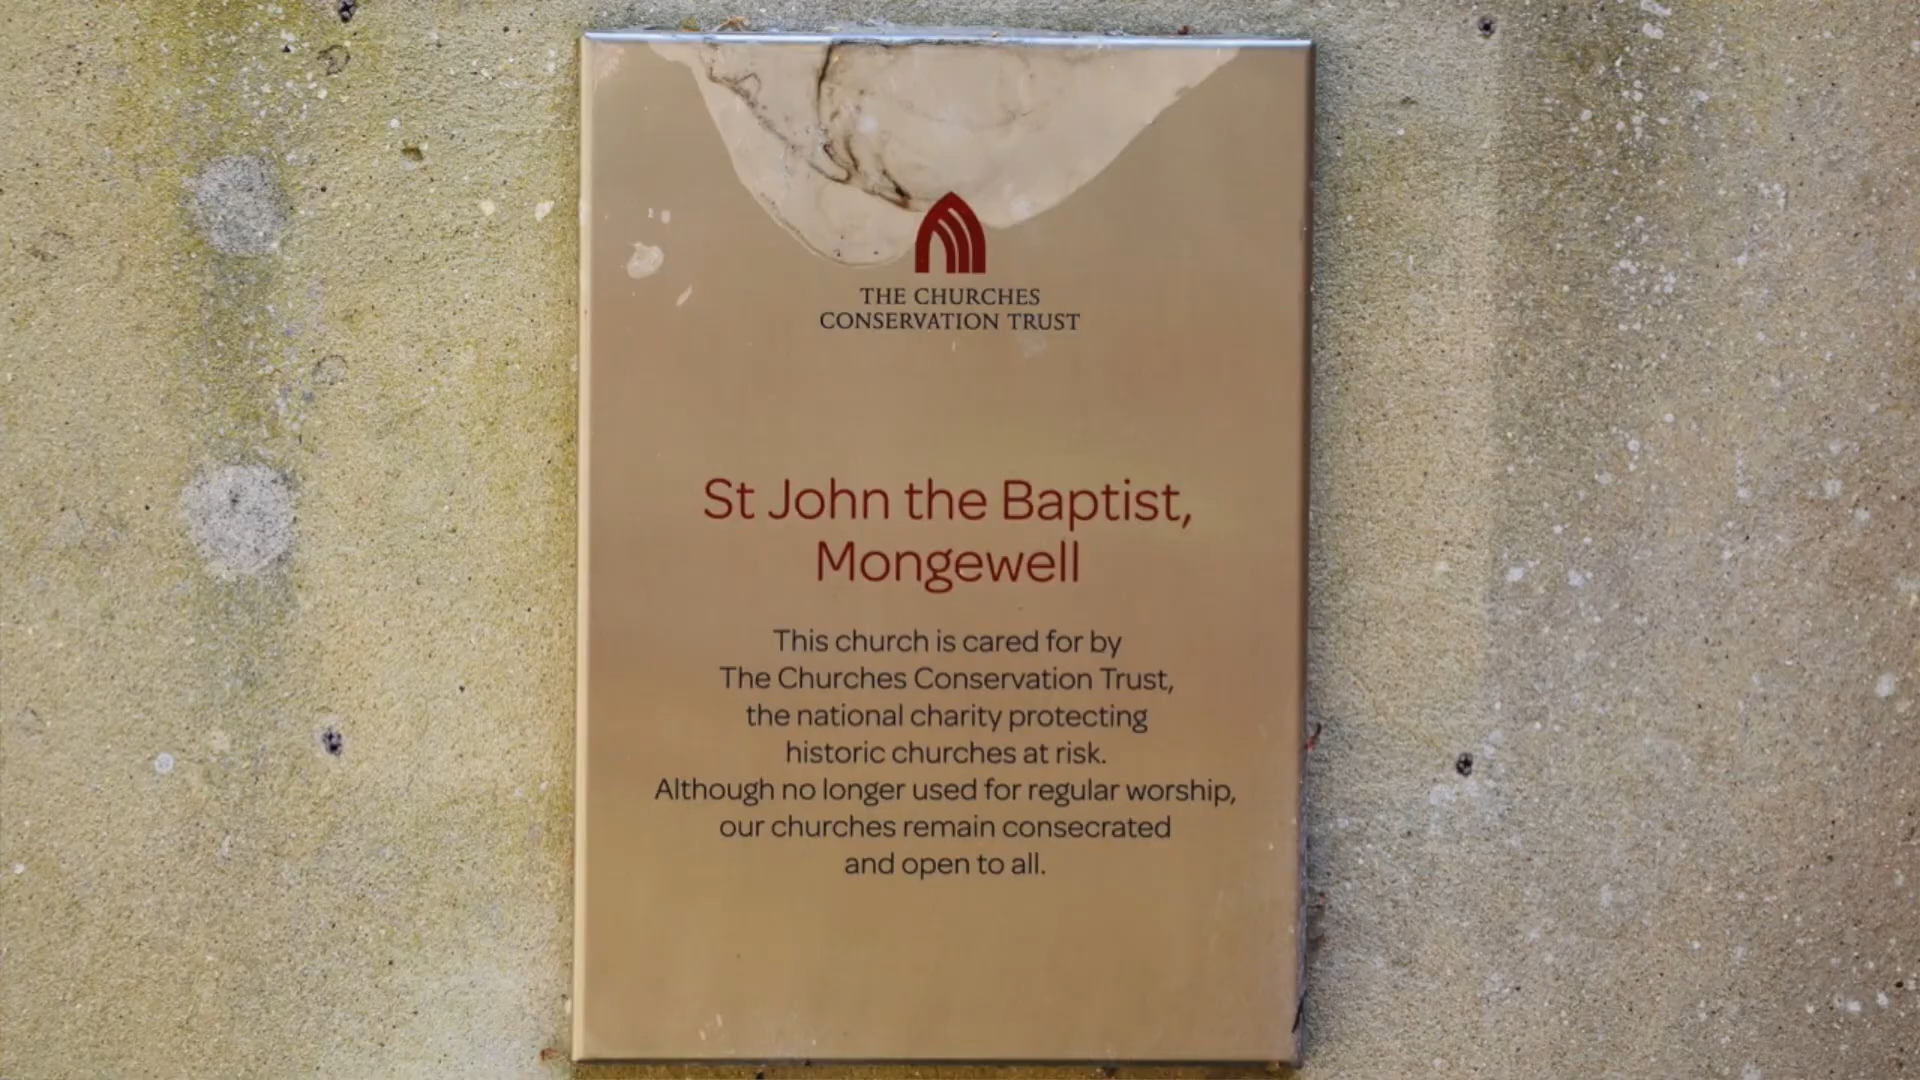 THE CHURCHES
CONSERVATION TRUST
St John the Baptist,
Mongewell
This church is cared for by
The Churches Conservation Trust,
the national charity protecting
historic churches at risk.
Although no longer used for regular worship,
our churches remain consecrated
and open to all.